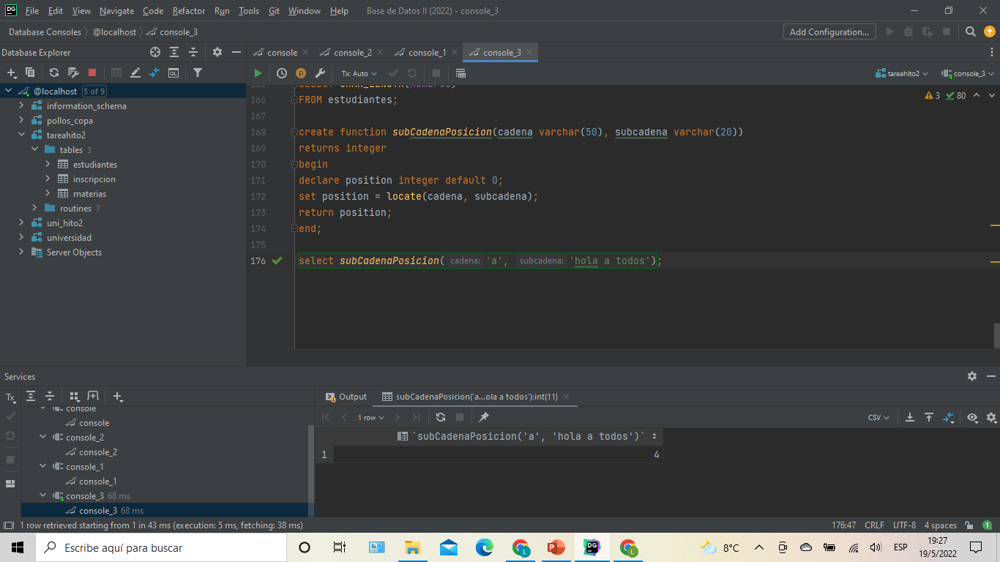 DG File Edit View Navigate Code Refactor Run Tools Git Window Help Base de Datos II (2022) - console_3
Database Consoles @localhost console_3 Add Configuration...
Database Explorer
console console_2 console_1 console_3
QL
Tx: Auto tareahito2 console_3
@localhost 5 of 9
information_schema
pollos_copa
tareahito2
tables 3
estudiantes
inscripcion
materias
routines 7
uni_hito2
universidad
Server Objects
3 80
166 FROM estudiantes;
167
168 create function subCadenaPosicion(cadena varchar(50), subcadena varchar(20))
169 returns integer
170 begin
171 declare position integer default 0;
172 set position = locate(cadena, subcadena);
173 return position;
174 end;
175
176 select subCadenaPosicion( cadena: 'a', subcadena: 'hola a todos');
Services
Tx
console
console
console_2
console_2
console_1
console_1
console_3 68 ms
console_3 68 ms
Output subCadenaPosicion('a...ola a todos'):int(11)
1 row CSV
`subCadenaPosicion('a', 'hola a todos')`
1 4
1 row retrieved starting from 1 in 43 ms (execution: 5 ms, fetching: 38 ms) 176:47 CRLF UTF-8 4 spaces 1
Escribe aquí para buscar
DG
8°C
ESP
19:27
19/5/2022